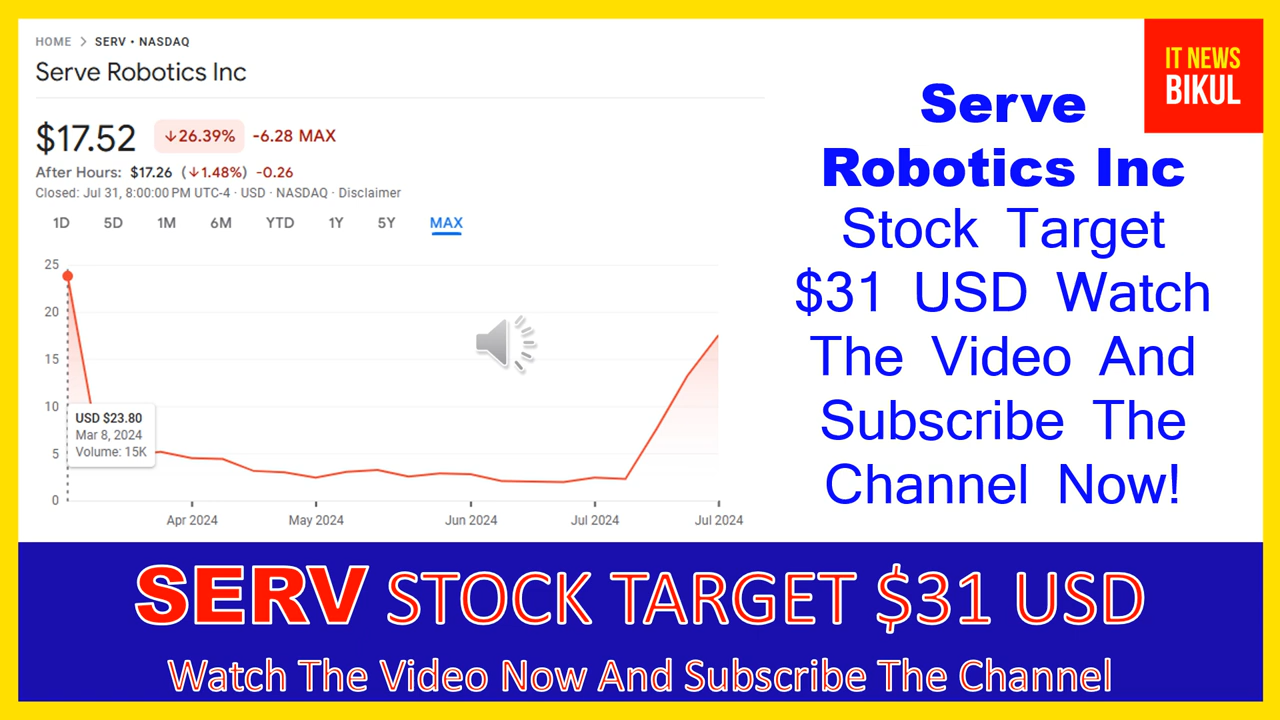 HOME > SERV • NASDAQ
Serve Robotics Inc
$17.52 ↓26.39% -6.28 MAX
After Hours: $17.26 (↓1.48%) -0.26
Closed: Jul 31, 8:00:00 PM UTC-4 · USD · NASDAQ · Disclaimer
1D 5D 1M 6M YTD 1Y 5Y MAX
25
20
15
10
5
0
USD $23.80
Mar 8, 2024
Volume: 15K
Apr 2024 May 2024 Jun 2024 Jul 2024 Jul 2024
IT NEWS
BIKUL
Serve
Robotics Inc
Stock Target
$31 USD Watch
The Video And
Subscribe The
Channel Now!
SERV STOCK TARGET $31 USD
Watch The Video Now And Subscribe The Channel